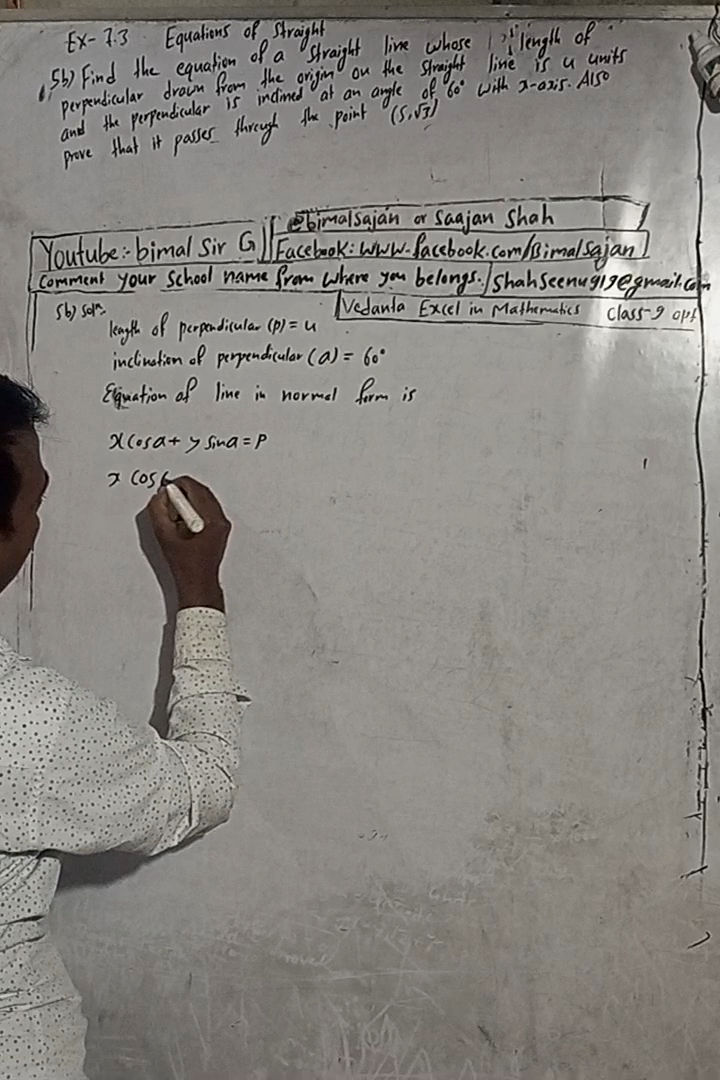 Ex- 7.3 Equations of Straight
5b) Find the equation of a straight line whose length of
perpendicular drawn from the origin on the straight line is 4 units
and the perpendicular is inclined at an angle of 60° with x-axis. Also
prove that it passes through the point (5,√3)
@bimalsajan or Saajan Shah
Youtube:- bimal Sir G Facebook: www.facebook.com/Bimalsajan
Comment your School name from where you belongs. / Shahseenu919@gmail.com
Vedanta Excel in Mathematics Class-9 opt
5b) Solⁿ:
length of perpendicular (p) = 4
inclination of perpendicular (α) = 60°
Equation of line in normal form is
x Cosα + y sinα = P
x Cos